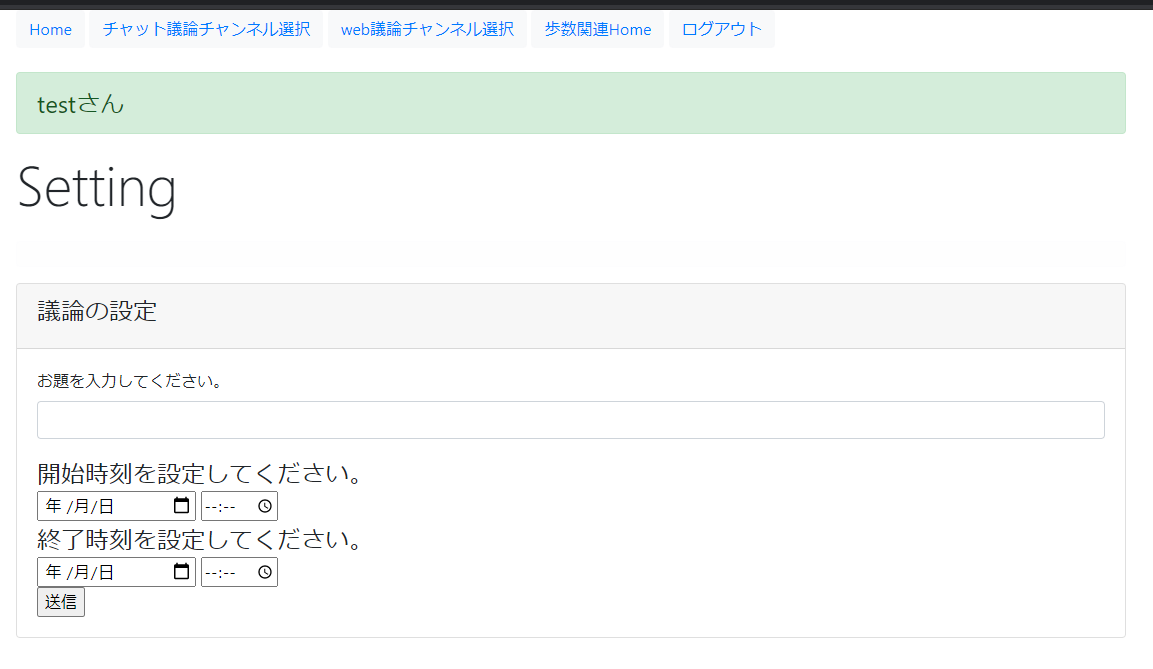 Home チャット議論チャンネル選択 web議論チャンネル選択 歩数関連Home ログアウト
testさん
Setting
議論の設定
お題を入力してください。
開始時刻を設定してください。
年 /月/日 --:--
終了時刻を設定してください。
年 /月/日 --:--
送信